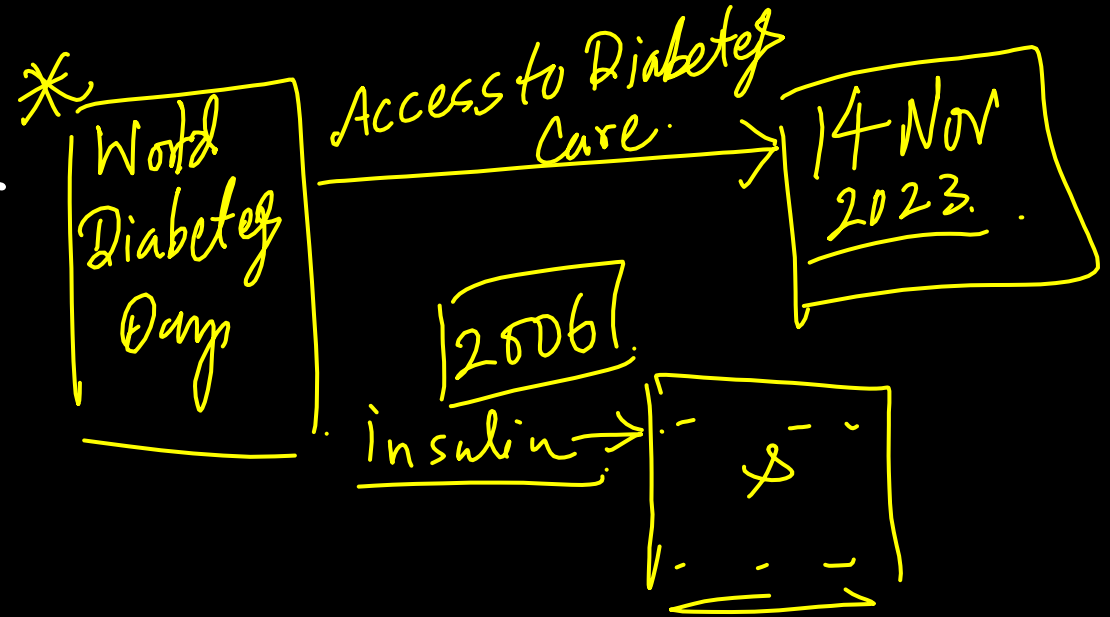 World
Diabetes
Day
Access to Diabetes
Care.
14 Nov
2023.
2006
insulin